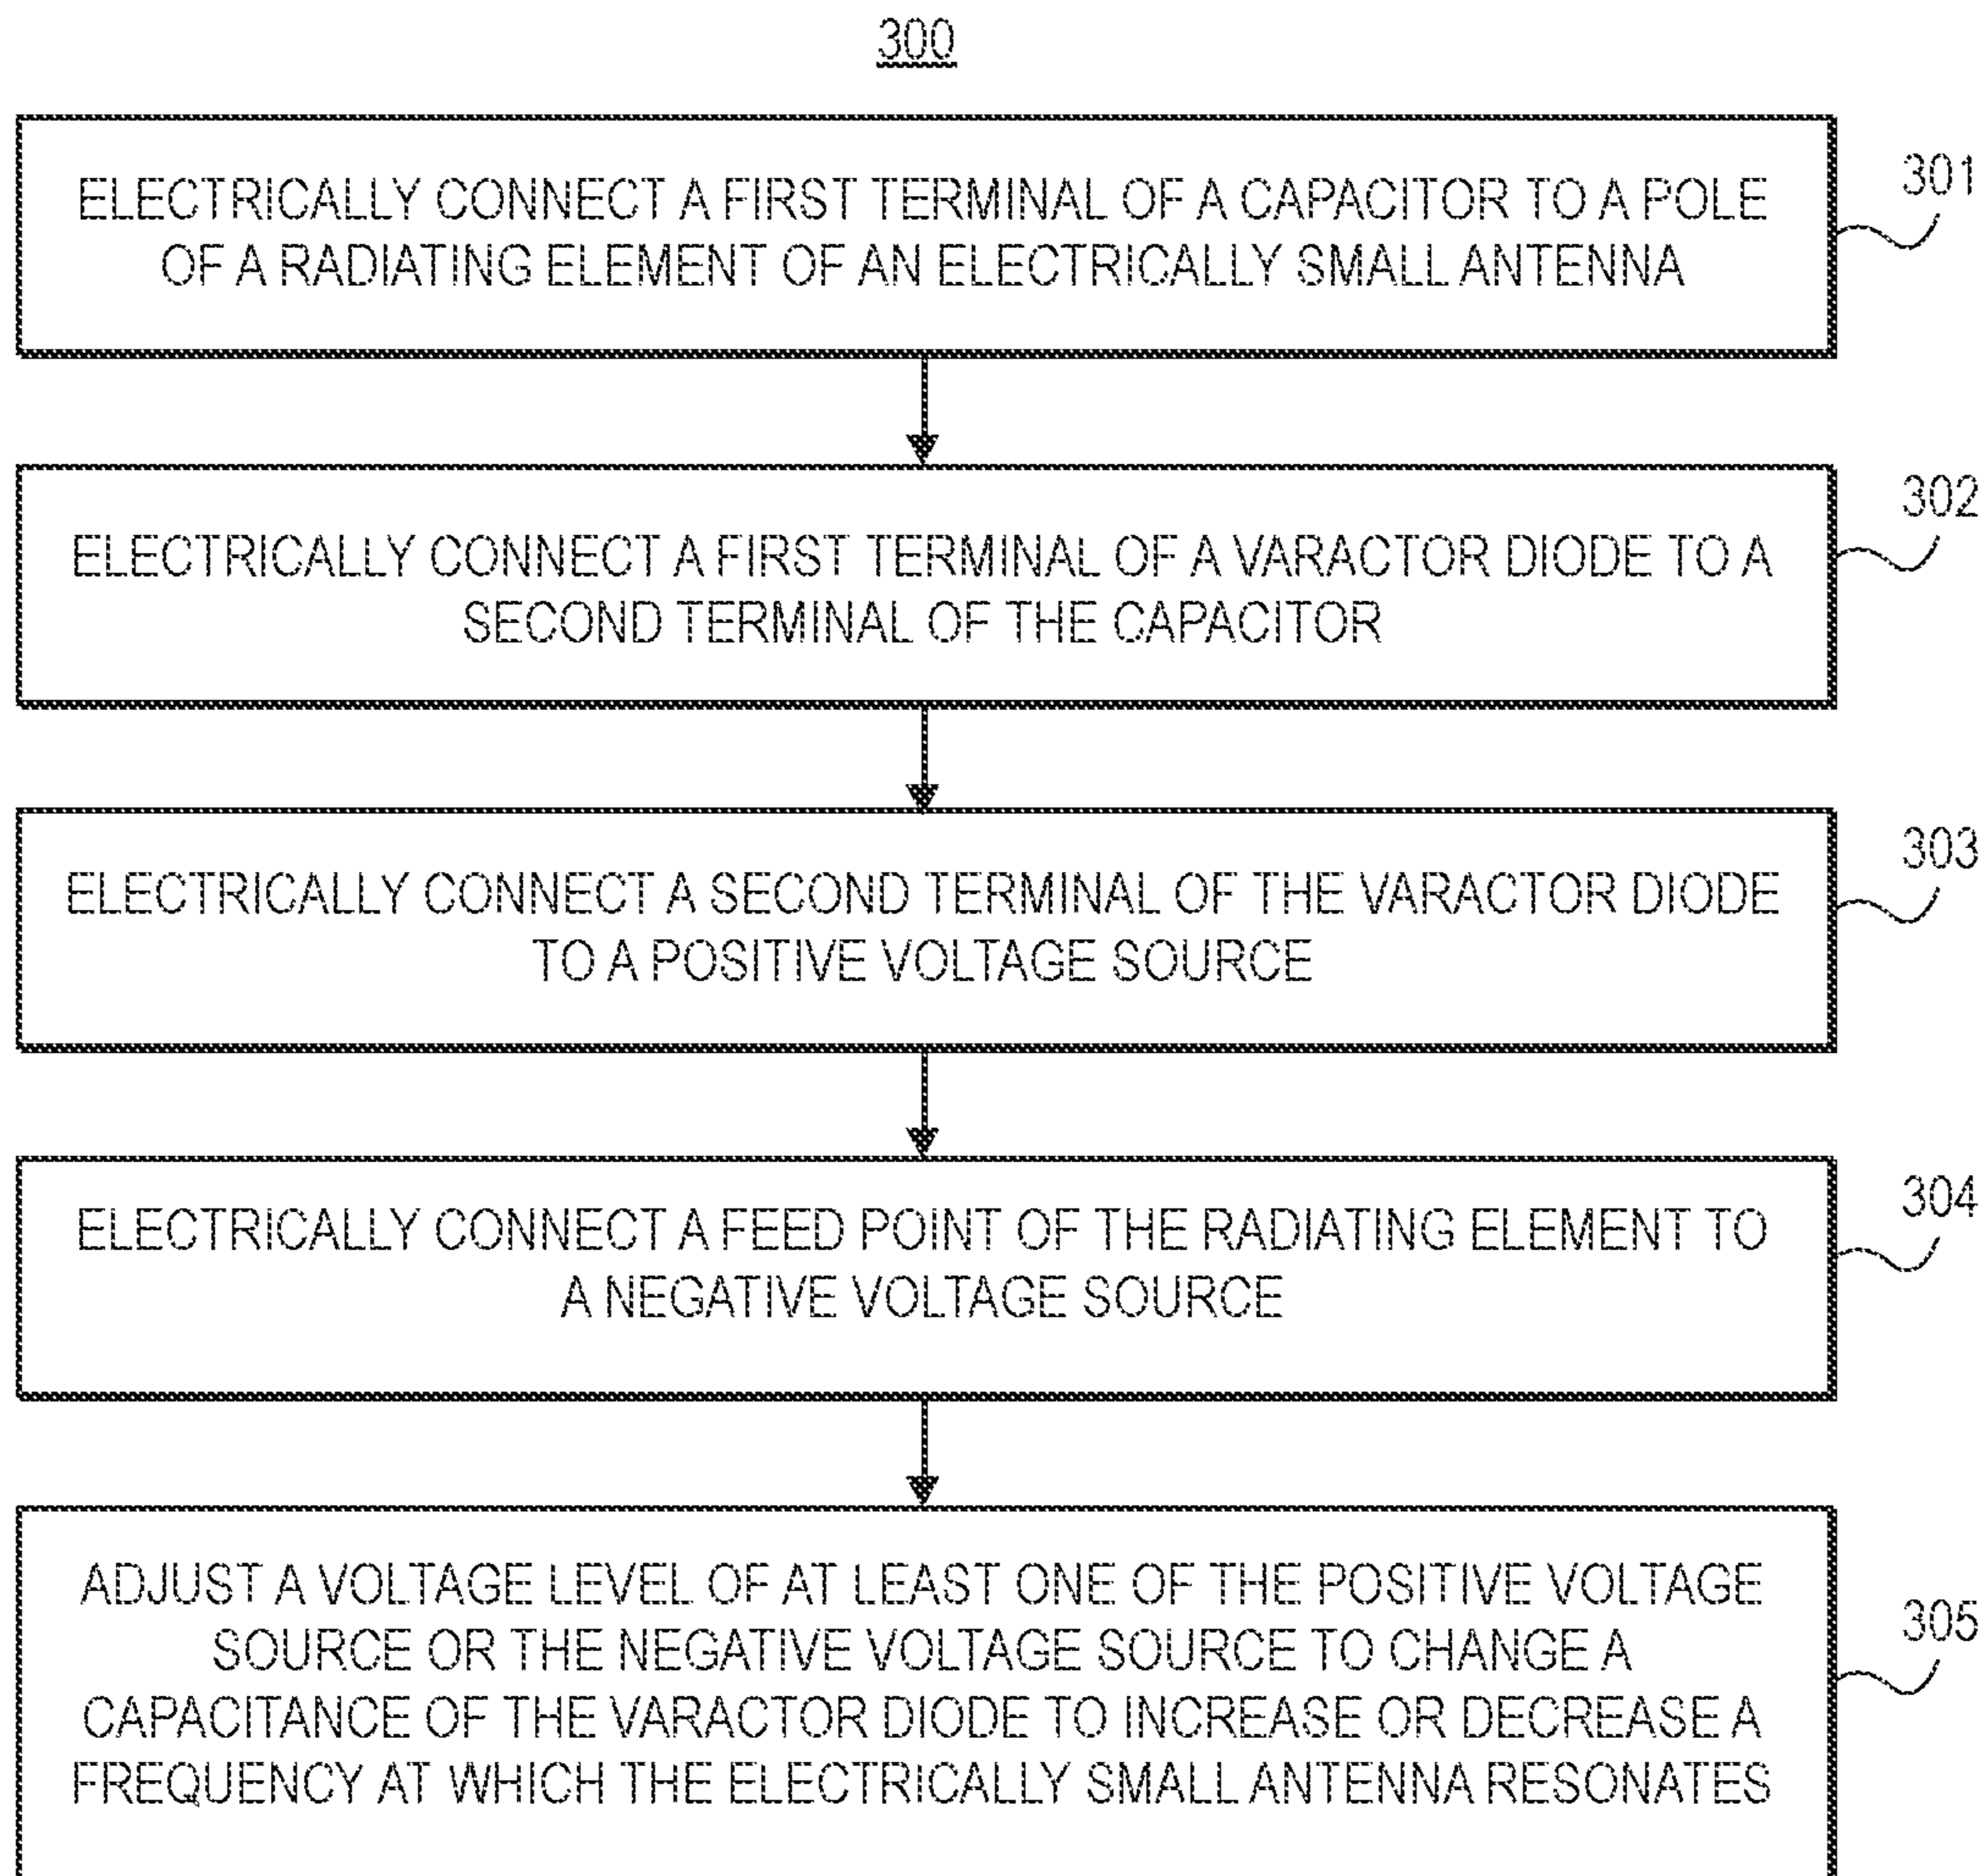 300
ELECTRICALLY CONNECT A FIRST TERMINAL OF A CAPACITOR TO A POLE
OF A RADIATING ELEMENT OF AN ELECTRICALLY SMALL ANTENNA
301
ELECTRICALLY CONNECT A FIRST TERMINAL OF A VARACTOR DIODE TO A
SECOND TERMINAL OF THE CAPACITOR
302
ELECTRICALLY CONNECT A SECOND TERMINAL OF THE VARACTOR DIODE
TO A POSITIVE VOLTAGE SOURCE
303
ELECTRICALLY CONNECT A FEED POINT OF THE RADIATING ELEMENT TO
A NEGATIVE VOLTAGE SOURCE
304
ADJUST A VOLTAGE LEVEL OF AT LEAST ONE OF THE POSITIVE VOLTAGE
SOURCE OR THE NEGATIVE VOLTAGE SOURCE TO CHANGE A
CAPACITANCE OF THE VARACTOR DIODE TO INCREASE OR DECREASE A
FREQUENCY AT WHICH THE ELECTRICALLY SMALL ANTENNA RESONATES
305